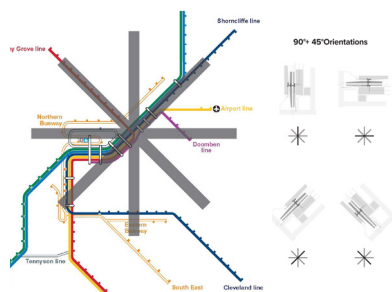 Shorncliffe line
90°+ 45°Orientations
y Grove line
Airport line
Northern
Busway
Doomben
line
Eastern
Busway
Tennyson line
South East
Cleveland line